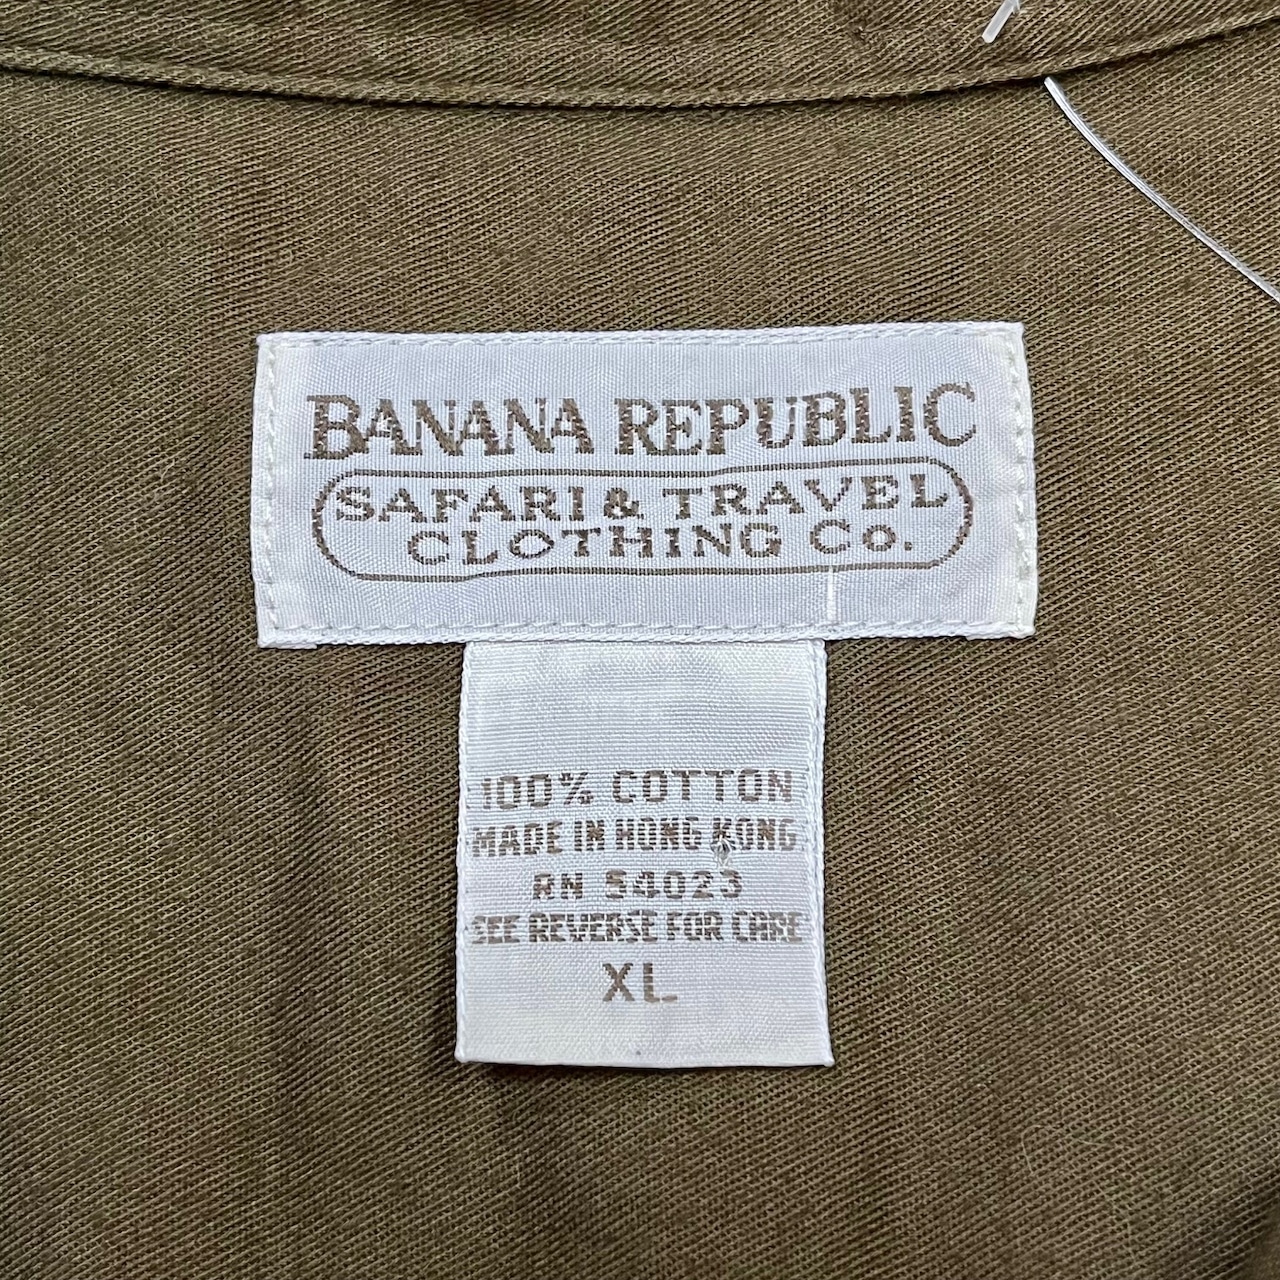 BANANA REPUBLIC
SAFARI & TRAVEL
CLOTHING Co.
100% COTTON
MADE IN HONG KONG
RN 54023
SEE REVERSE FOR CARE
XL